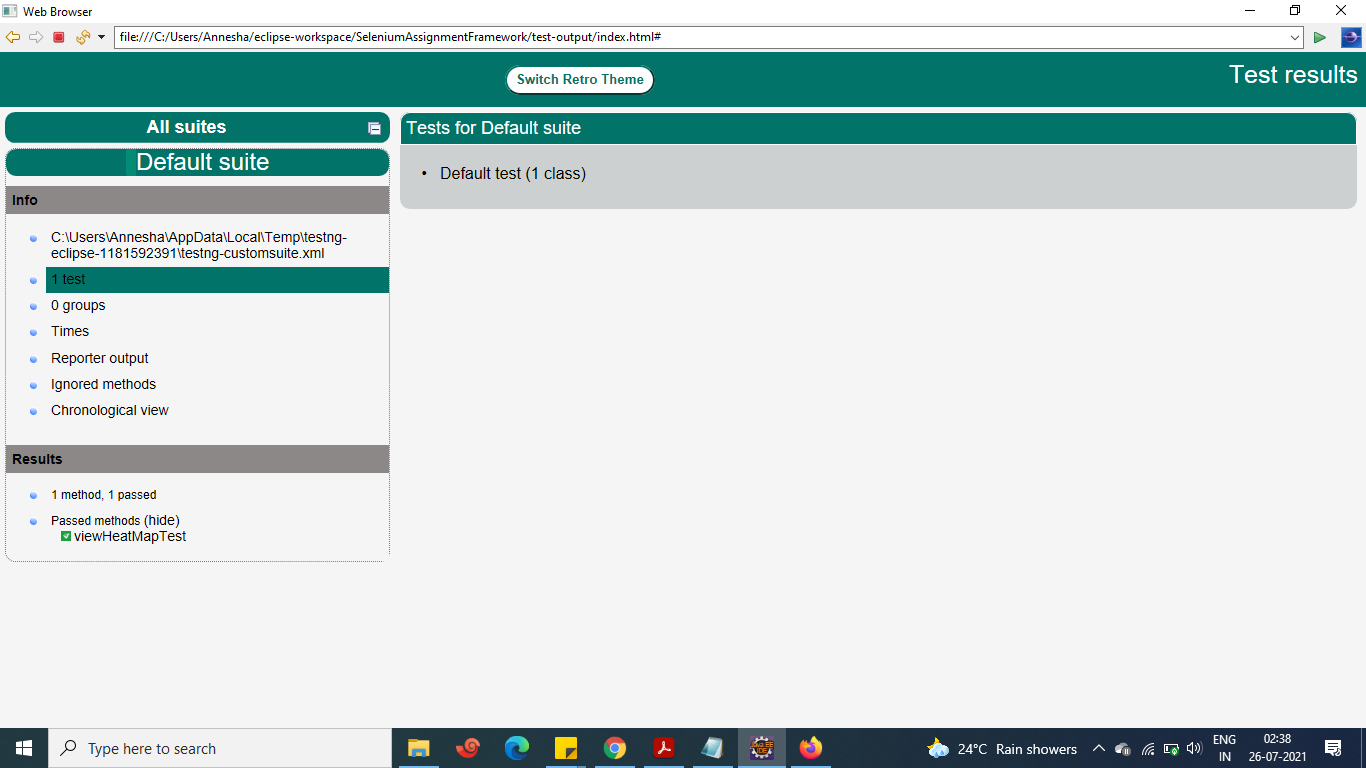 Web Browser
file:///C:/Users/Annesha/eclipse-workspace/SeleniumAssignmentFramework/test-output/index.html#
Switch Retro Theme
Test results
All suites
Default suite
Info
C:\Users\Annesha\AppData\Local\Temp\testng-
eclipse-1181592391\testng-customsuite.xml
1 test
0 groups
Times
Reporter output
Ignored methods
Chronological view
Results
1 method, 1 passed
Passed methods (hide)
viewHeatMapTest
Tests for Default suite
• Default test (1 class)
Type here to search
24°C Rain showers
ENG
IN
02:38
26-07-2021